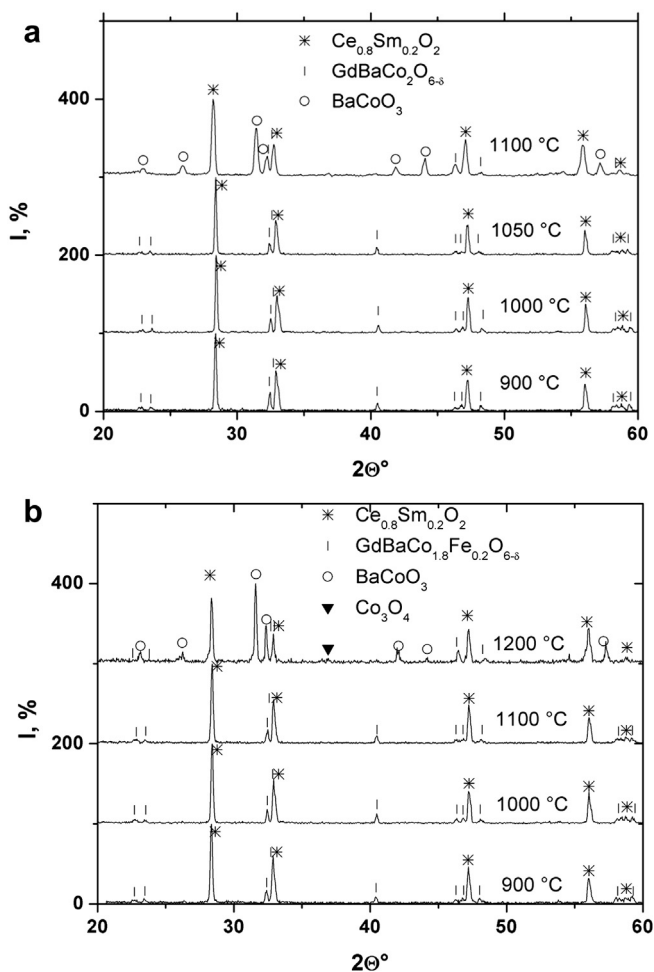 a
Ce0.8Sm0.2O2
GdBaCo2O6-δ
BaCoO3
I, %
400
200
0
1100 °C
1050 °C
1000 °C
900 °C
20 30 40 50 60
2Θ°
b
Ce0.8Sm0.2O2
GdBaCo1.8Fe0.2O6-δ
BaCoO3
Co3O4
I, %
400
200
0
1200 °C
1100 °C
1000 °C
900 °C
20 30 40 50 60
2Θ°